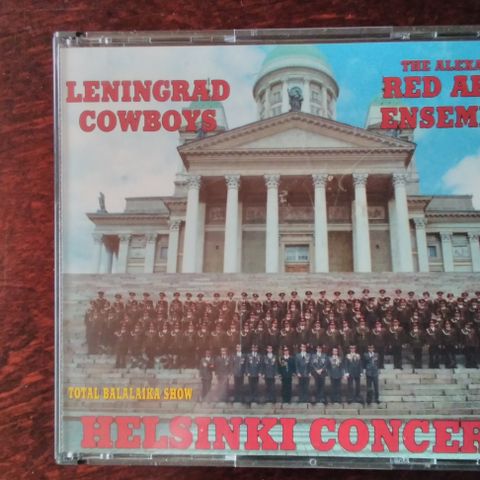 LENINGRAD
COWBOYS
THE ALEXA
RED AR
ENSEM
TOTAL BALALAIKA SHOW
HELSINKI CONCER